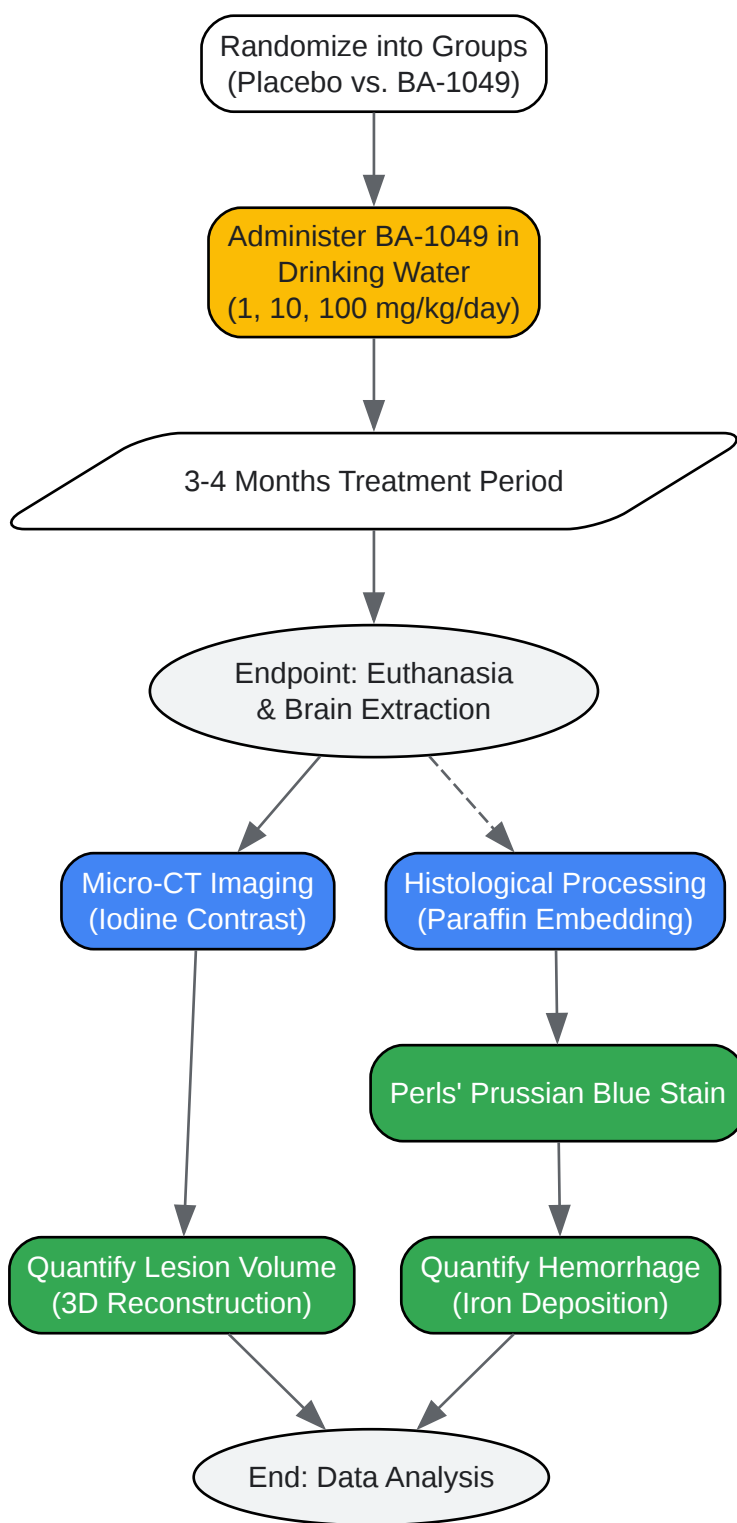 Randomize into Groups
(Placebo vs. BA-1049)
Administer BA-1049 in
Drinking Water
(1, 10, 100 mg/kg/day)
3-4 Months Treatment Period
Endpoint: Euthanasia
& Brain Extraction
Micro-CT Imaging
(Iodine Contrast)
Histological Processing
(Paraffin Embedding)
Perls' Prussian Blue Stain
Quantify Lesion Volume
(3D Reconstruction)
Quantify Hemorrhage
(Iron Deposition)
End: Data Analysis